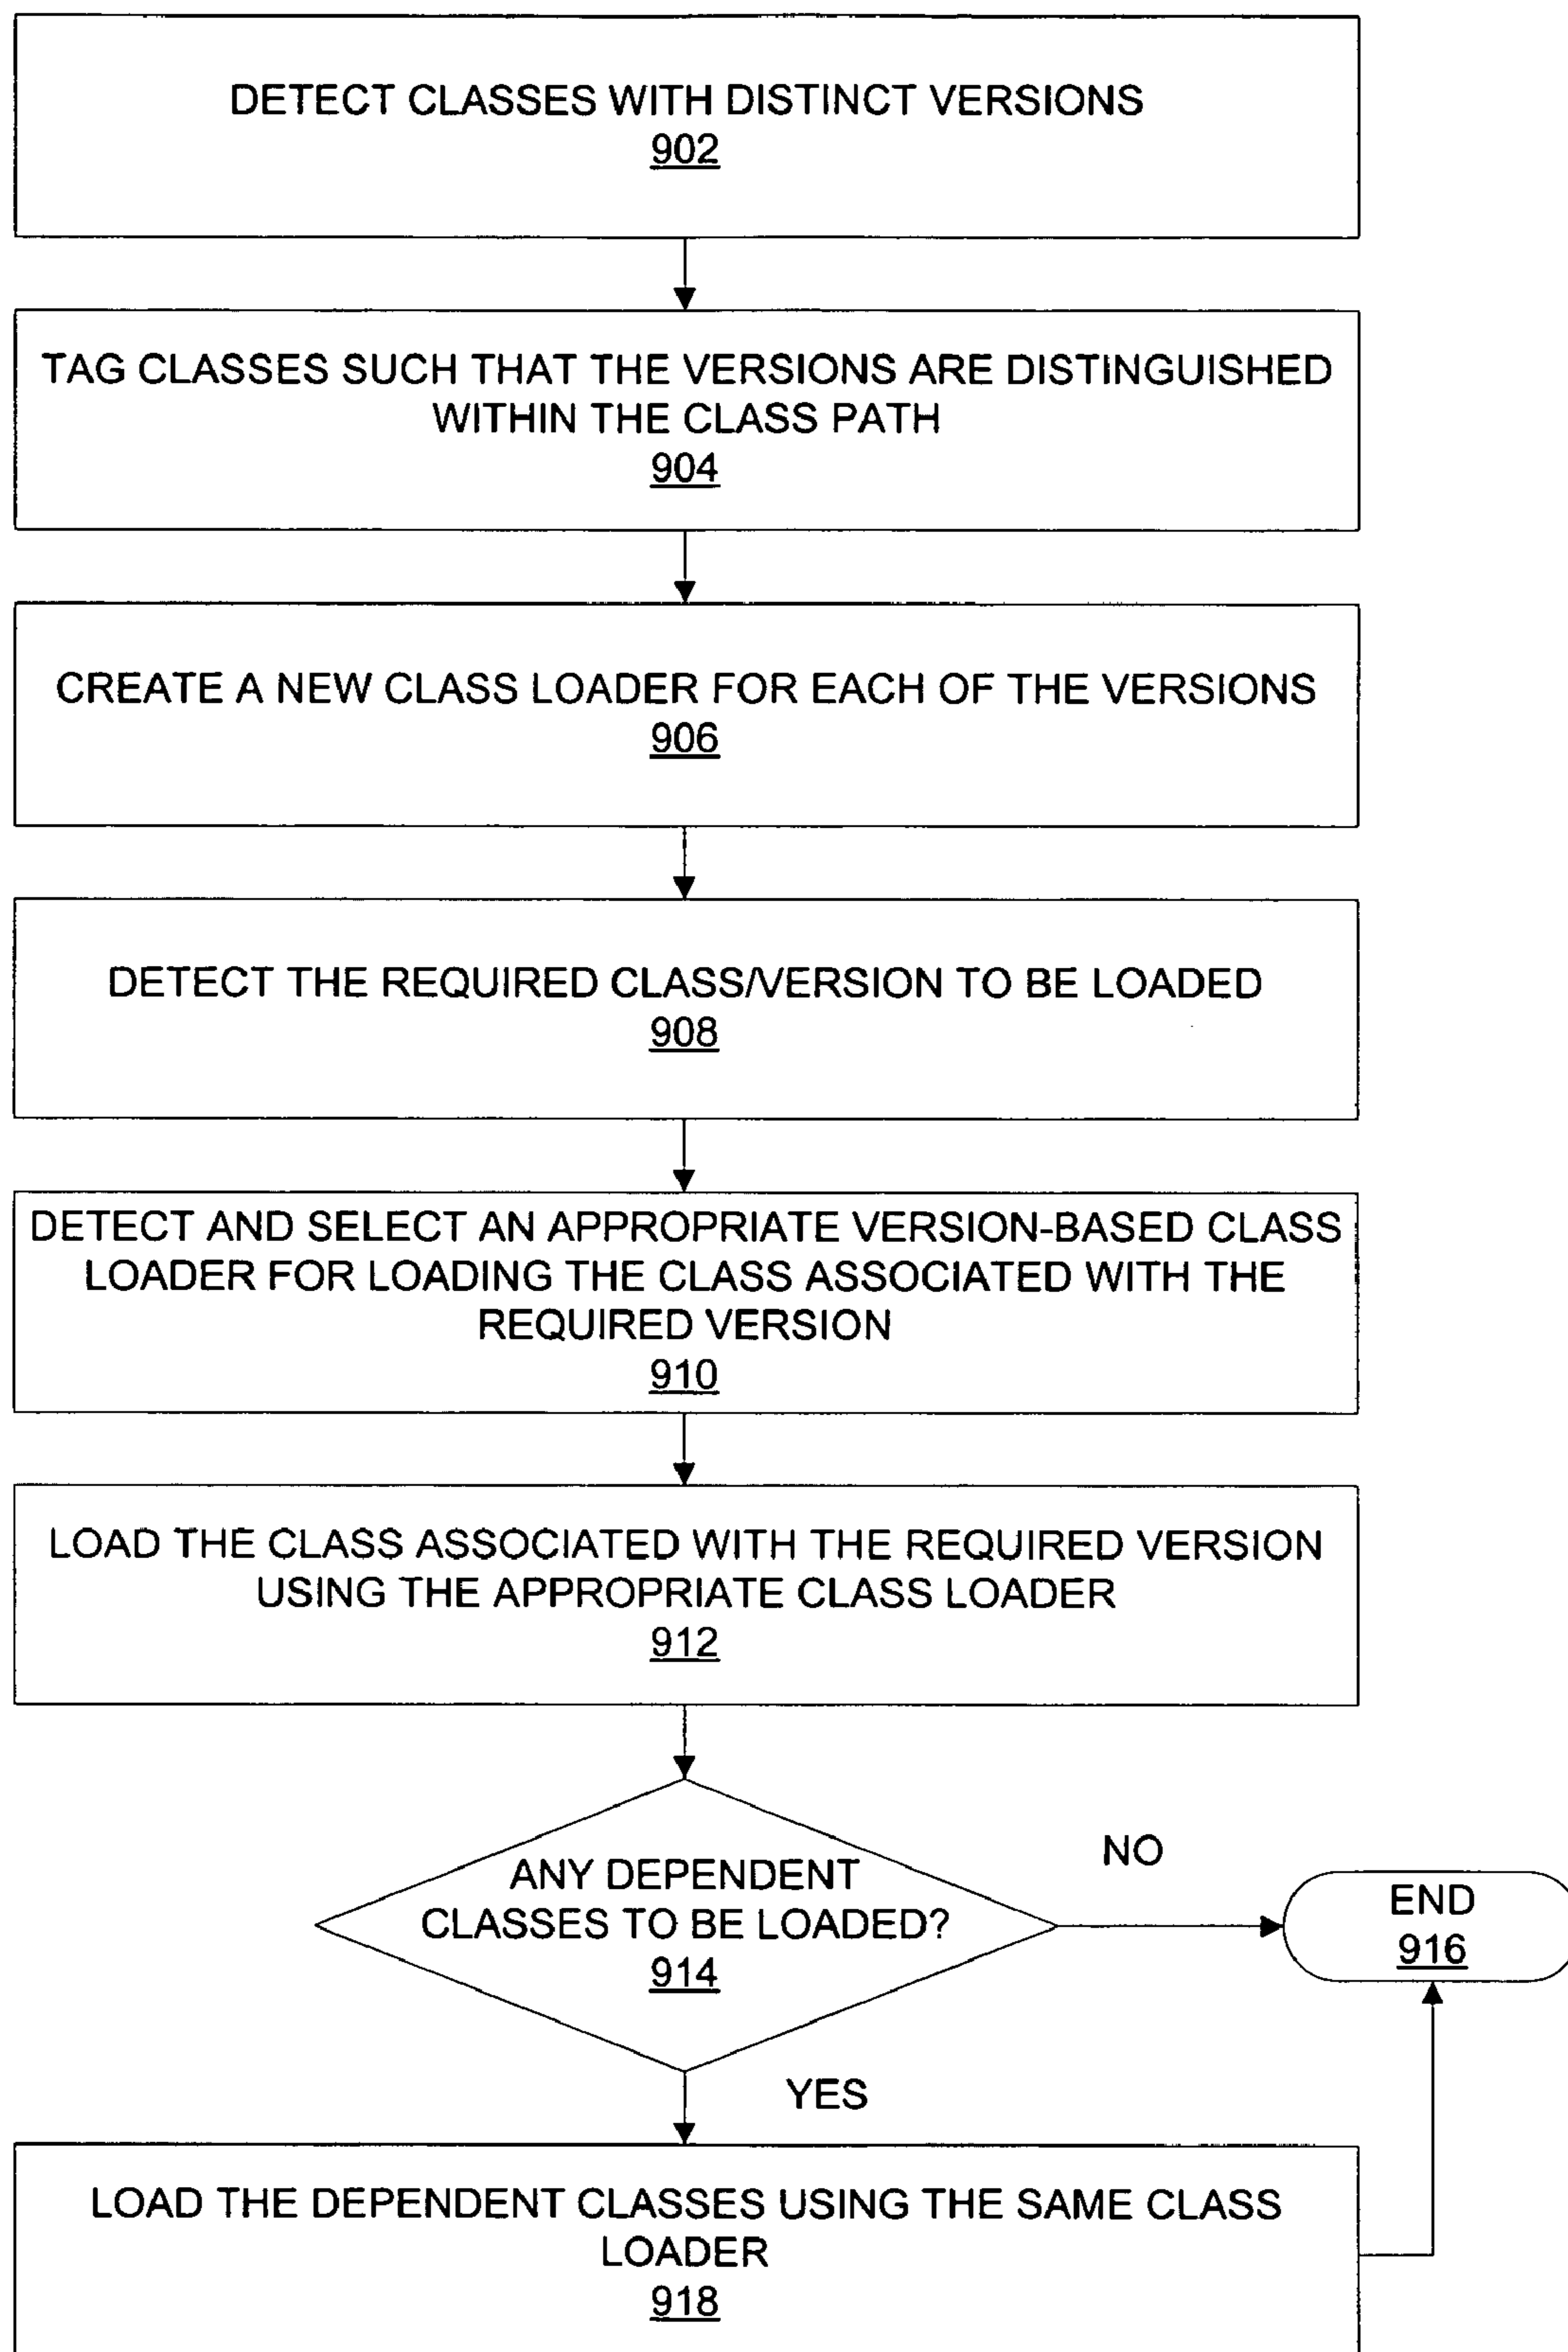 DETECT CLASSES WITH DISTINCT VERSIONS
902
TAG CLASSES SUCH THAT THE VERSIONS ARE DISTINGUISHED
WITHIN THE CLASS PATH
904
CREATE A NEW CLASS LOADER FOR EACH OF THE VERSIONS
906
DETECT THE REQUIRED CLASS/VERSION TO BE LOADED
908
DETECT AND SELECT AN APPROPRIATE VERSION-BASED CLASS
LOADER FOR LOADING THE CLASS ASSOCIATED WITH THE
REQUIRED VERSION
910
LOAD THE CLASS ASSOCIATED WITH THE REQUIRED VERSION
USING THE APPROPRIATE CLASS LOADER
912
ANY DEPENDENT
CLASSES TO BE LOADED?
914
NO
END
916
YES
LOAD THE DEPENDENT CLASSES USING THE SAME CLASS
LOADER
918